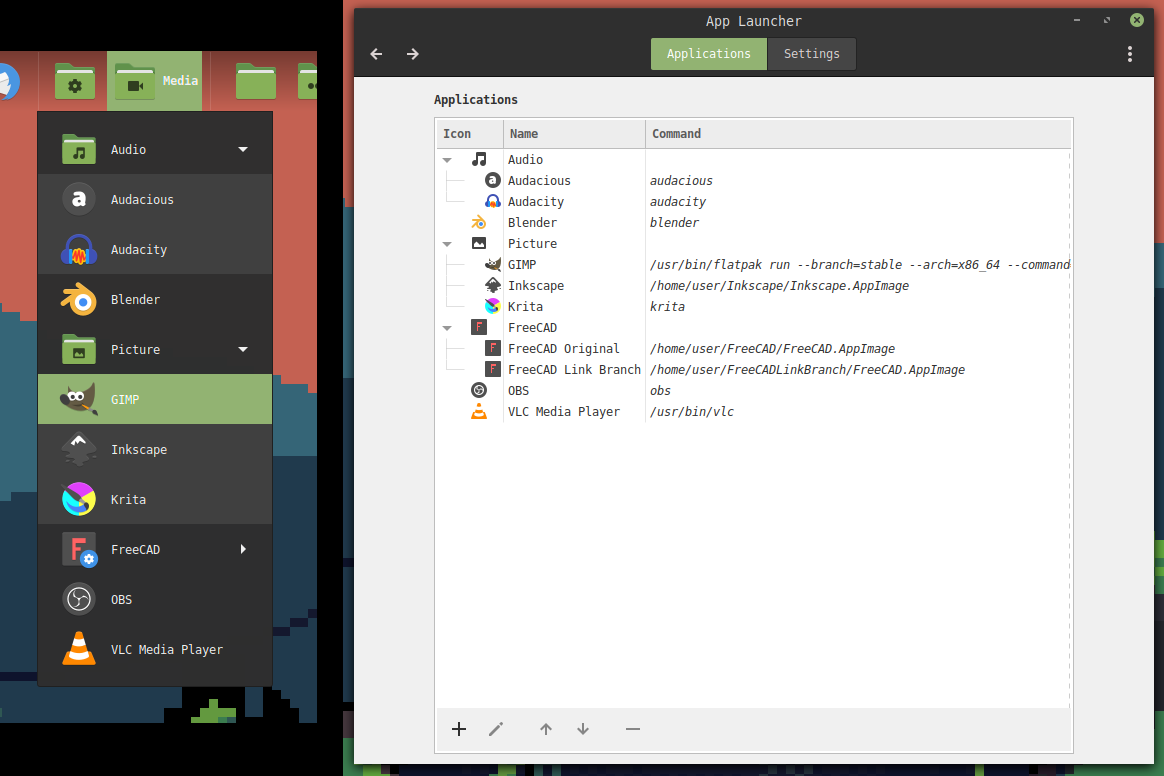 Media
Audio
Audacious
Audacity
Blender
Picture
GIMP
Inkscape
Krita
FreeCAD
OBS
VLC Media Player
App Launcher
Applications Settings
Applications
Icon Name Command
Audio
Audacious audacious
Audacity audacity
Blender blender
Picture
GIMP /usr/bin/flatpak run --branch=stable --arch=x86_64 --command
Inkscape /home/user/Inkscape/Inkscape.AppImage
Krita krita
FreeCAD
FreeCAD Original /home/user/FreeCAD/FreeCAD.AppImage
FreeCAD Link Branch /home/user/FreeCADLinkBranch/FreeCAD.AppImage
OBS obs
VLC Media Player /usr/bin/vlc